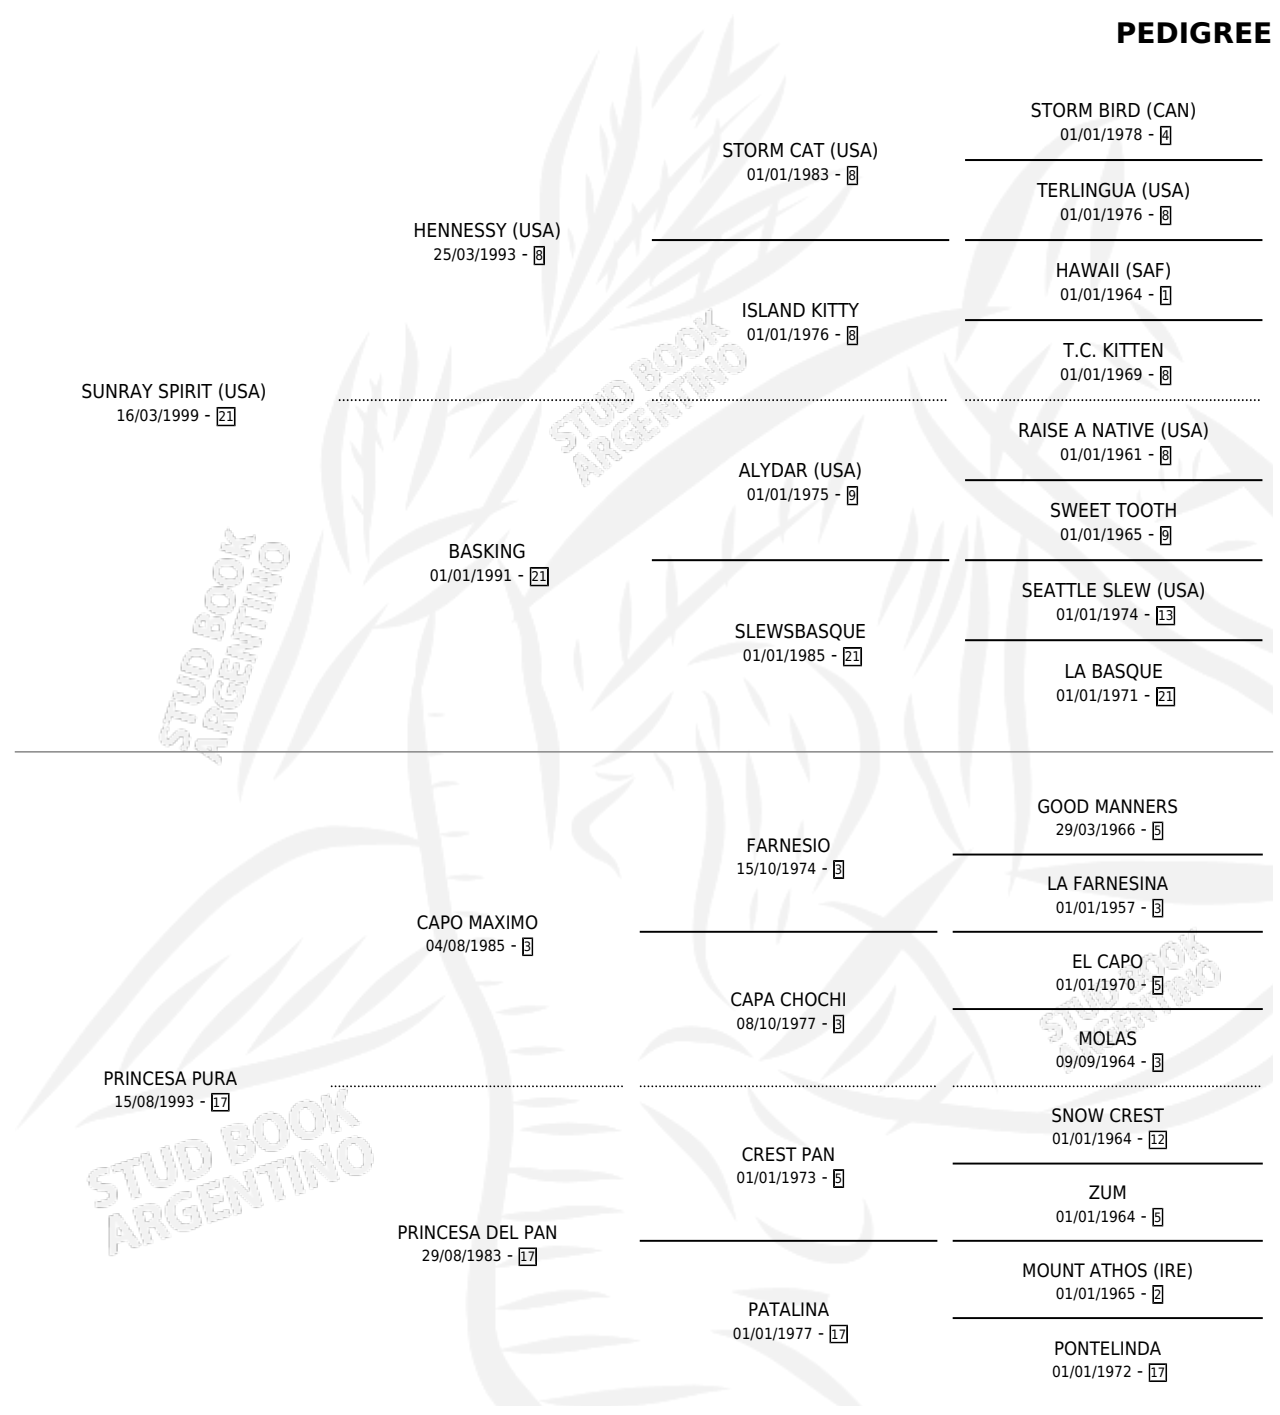 PEDIGREE
SUNRAY SPIRIT (USA)
16/03/1999 - 21
HENNESSY (USA)
25/03/1993 - 8
STORM CAT (USA)
01/01/1983 - 8
STORM BIRD (CAN)
01/01/1978 - 4
TERLINGUA (USA)
01/01/1976 - 8
ISLAND KITTY
01/01/1976 - 8
HAWAII (SAF)
01/01/1964 - 1
T.C. KITTEN
01/01/1969 - 8
BASKING
01/01/1991 - 21
ALYDAR (USA)
01/01/1975 - 9
RAISE A NATIVE (USA)
01/01/1961 - 8
SWEET TOOTH
01/01/1965 - 9
SLEWSBASQUE
01/01/1985 - 21
SEATTLE SLEW (USA)
01/01/1974 - 13
LA BASQUE
01/01/1971 - 21
PRINCESA PURA
15/08/1993 - 17
CAPO MAXIMO
04/08/1985 - 3
FARNESIO
15/10/1974 - 3
GOOD MANNERS
29/03/1966 - 5
LA FARNESINA
01/01/1957 - 3
CAPA CHOCHI
08/10/1977 - 3
EL CAPO
01/01/1970 - 5
MOLAS
09/09/1964 - 3
PRINCESA DEL PAN
29/08/1983 - 17
CREST PAN
01/01/1973 - 5
SNOW CREST
01/01/1964 - 12
ZUM
01/01/1964 - 5
PATALINA
01/01/1977 - 17
MOUNT ATHOS (IRE)
01/01/1965 - 2
PONTELINDA
01/01/1972 - 17
STUD BOOK
ARGENTINO
STUD BOOK
ARGENTINO
STUD BOOK
ARGENTINO
STUD BOOK
ARGENTINO